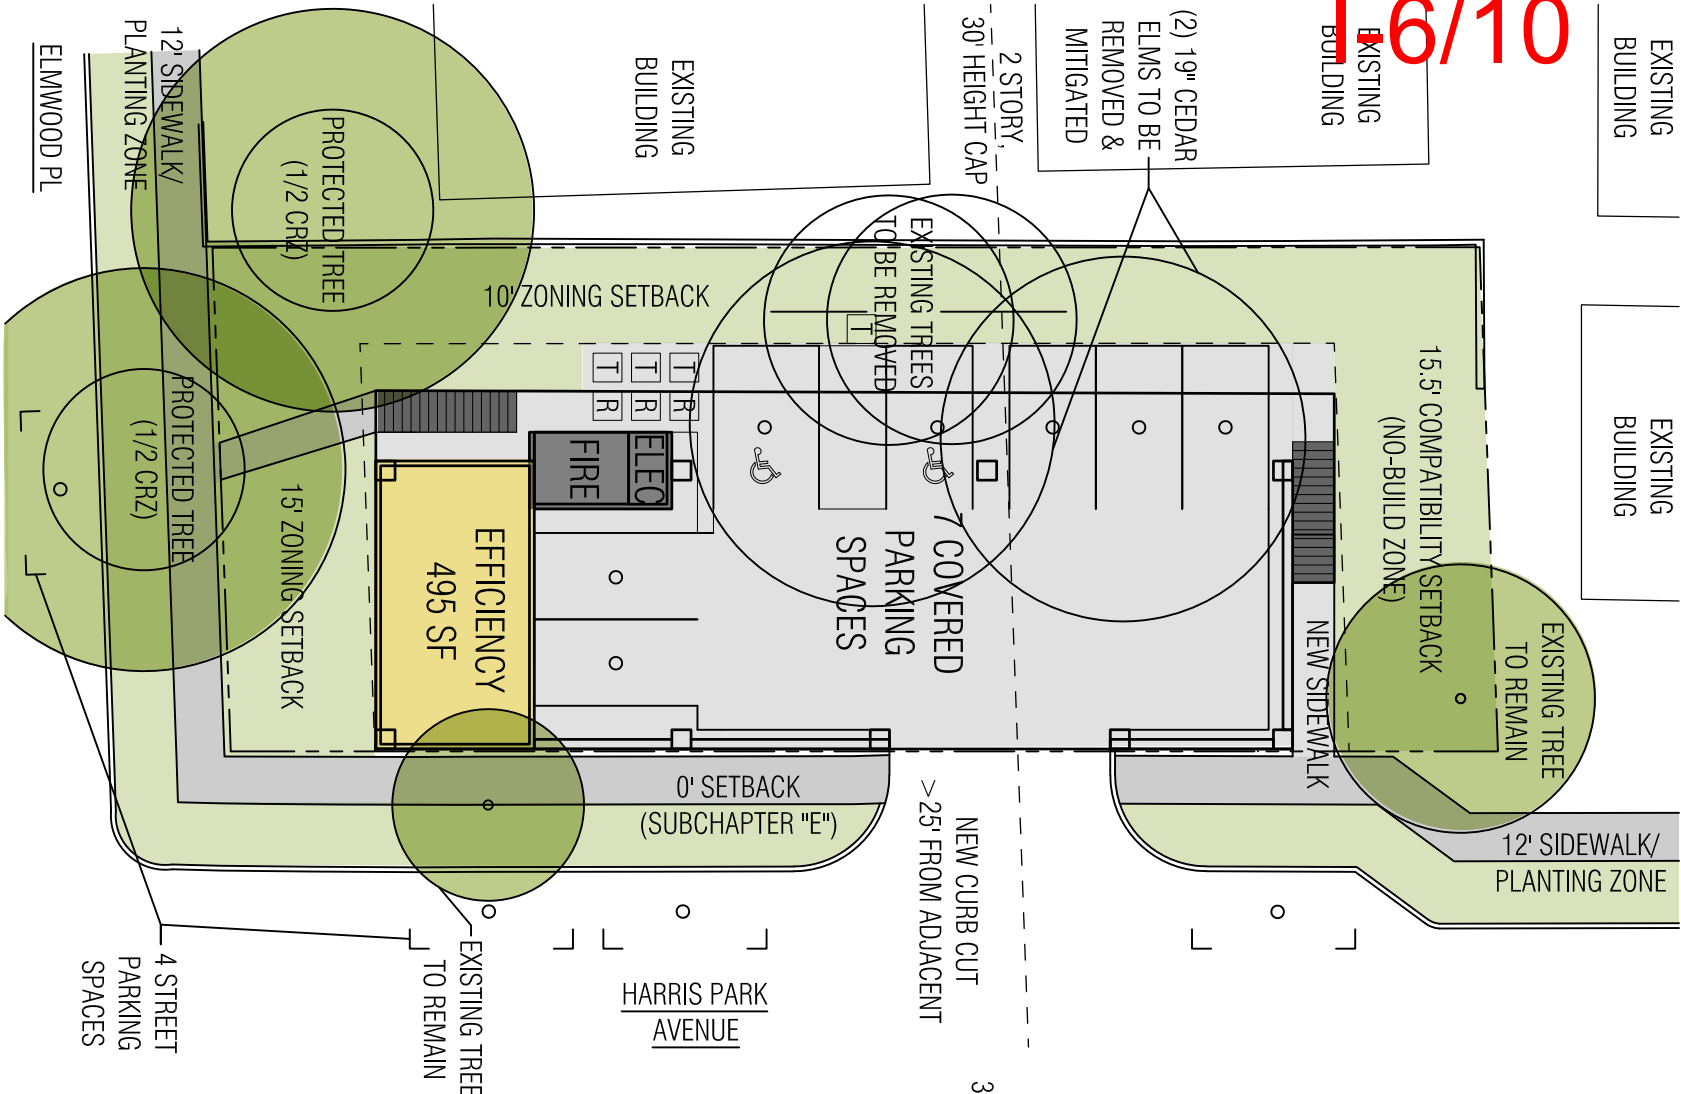 I-6/10
ELMWOOD PL
12' SIDEWALK/
PLANTING ZONE
PROTECTED TREE
(1/2 CRZ)
EXISTING
BUILDING
2 STORY,
30' HEIGHT CAP
(2) 19" CEDAR
ELMS TO BE
REMOVED &
MITIGATED
EXISTING
BUILDING
EXISTING
BUILDING
EXISTING
BUILDING
10' ZONING SETBACK
EXISTING TREES
TO BE REMOVED
T
T
T
T
R
R
R
15.5' COMPATIBILITY SETBACK
(NO-BUILD ZONE)
PROTECTED TREE
(1/2 CRZ)
15' ZONING SETBACK
FIRE
ELEC
EFFICIENCY
495 SF
7 COVERED
PARKING
SPACES
NEW SIDEWALK
EXISTING TREE
TO REMAIN
0' SETBACK
(SUBCHAPTER "E")
NEW CURB CUT
>25' FROM ADJACENT
12' SIDEWALK/
PLANTING ZONE
4 STREET
PARKING
SPACES
EXISTING TREE
TO REMAIN
HARRIS PARK
AVENUE
3